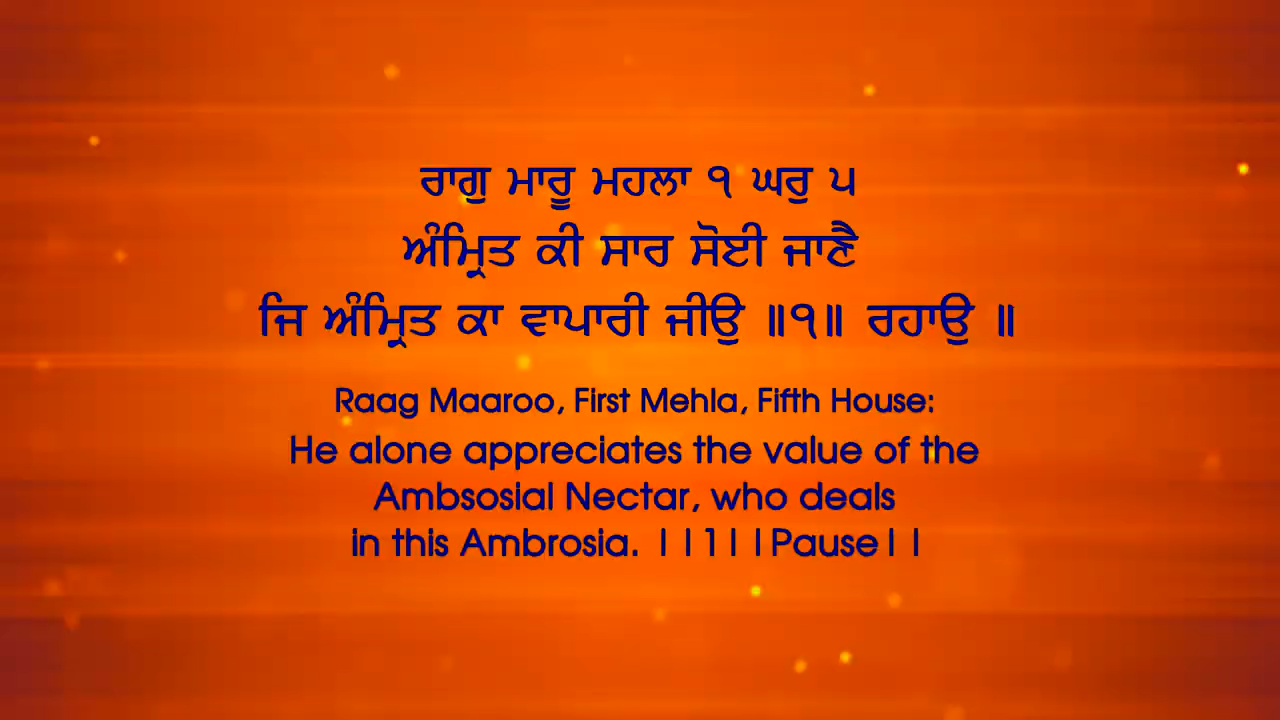 ਰਾਗੁ ਮਾਰੂ ਮਹਲਾ ੧ ਘਰੁ ੫
ਅੰਮ੍ਰਿਤ ਕੀ ਸਾਰ ਸੋਈ ਜਾਣੈ
ਜਿ ਅੰਮ੍ਰਿਤ ਕਾ ਵਾਪਾਰੀ ਜੀਉ ॥੧॥ ਰਹਾਉ ॥
Raag Maaroo, First Mehla, Fifth House:
He alone appreciates the value of the
Ambsosial Nectar, who deals
in this Ambrosia. ||1||Pause||